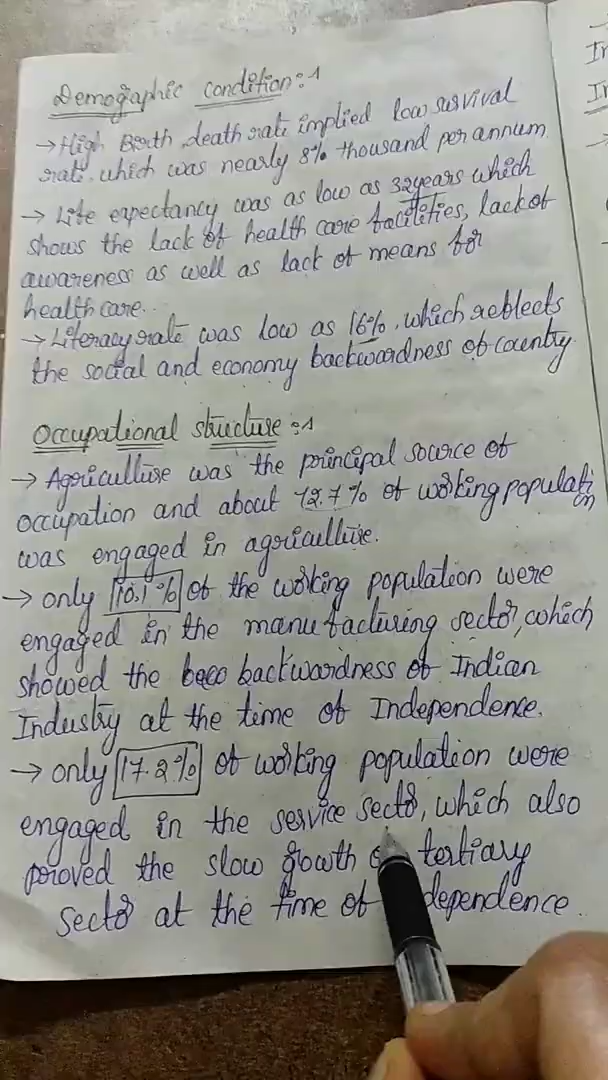 Demographic condition :-
→ High Birth, death rate implied low survival
rate, which was nearly 8% thousand per annum.
→ Life expectancy was as low as 32 years which
shows the lack of health care facilities, lack of
awareness as well as lack of means for
health care.
→ Literacy rate was low as 16%, which reflects
the social and economy backwardness of country.
Occupational structure :-
→ Agriculture was the principal source of
occupation and about 72.7% of working population
was engaged in agriculture.
→ only 10.1% of the working population were
engaged in the manufacturing sector, which
showed the backwardness of Indian
Industry at the time of Independence.
→ only 17.2% of working population were
engaged in the service sector, which also
peroved the slow gowth tertiary
sector at the time of dependence.
In
In
→